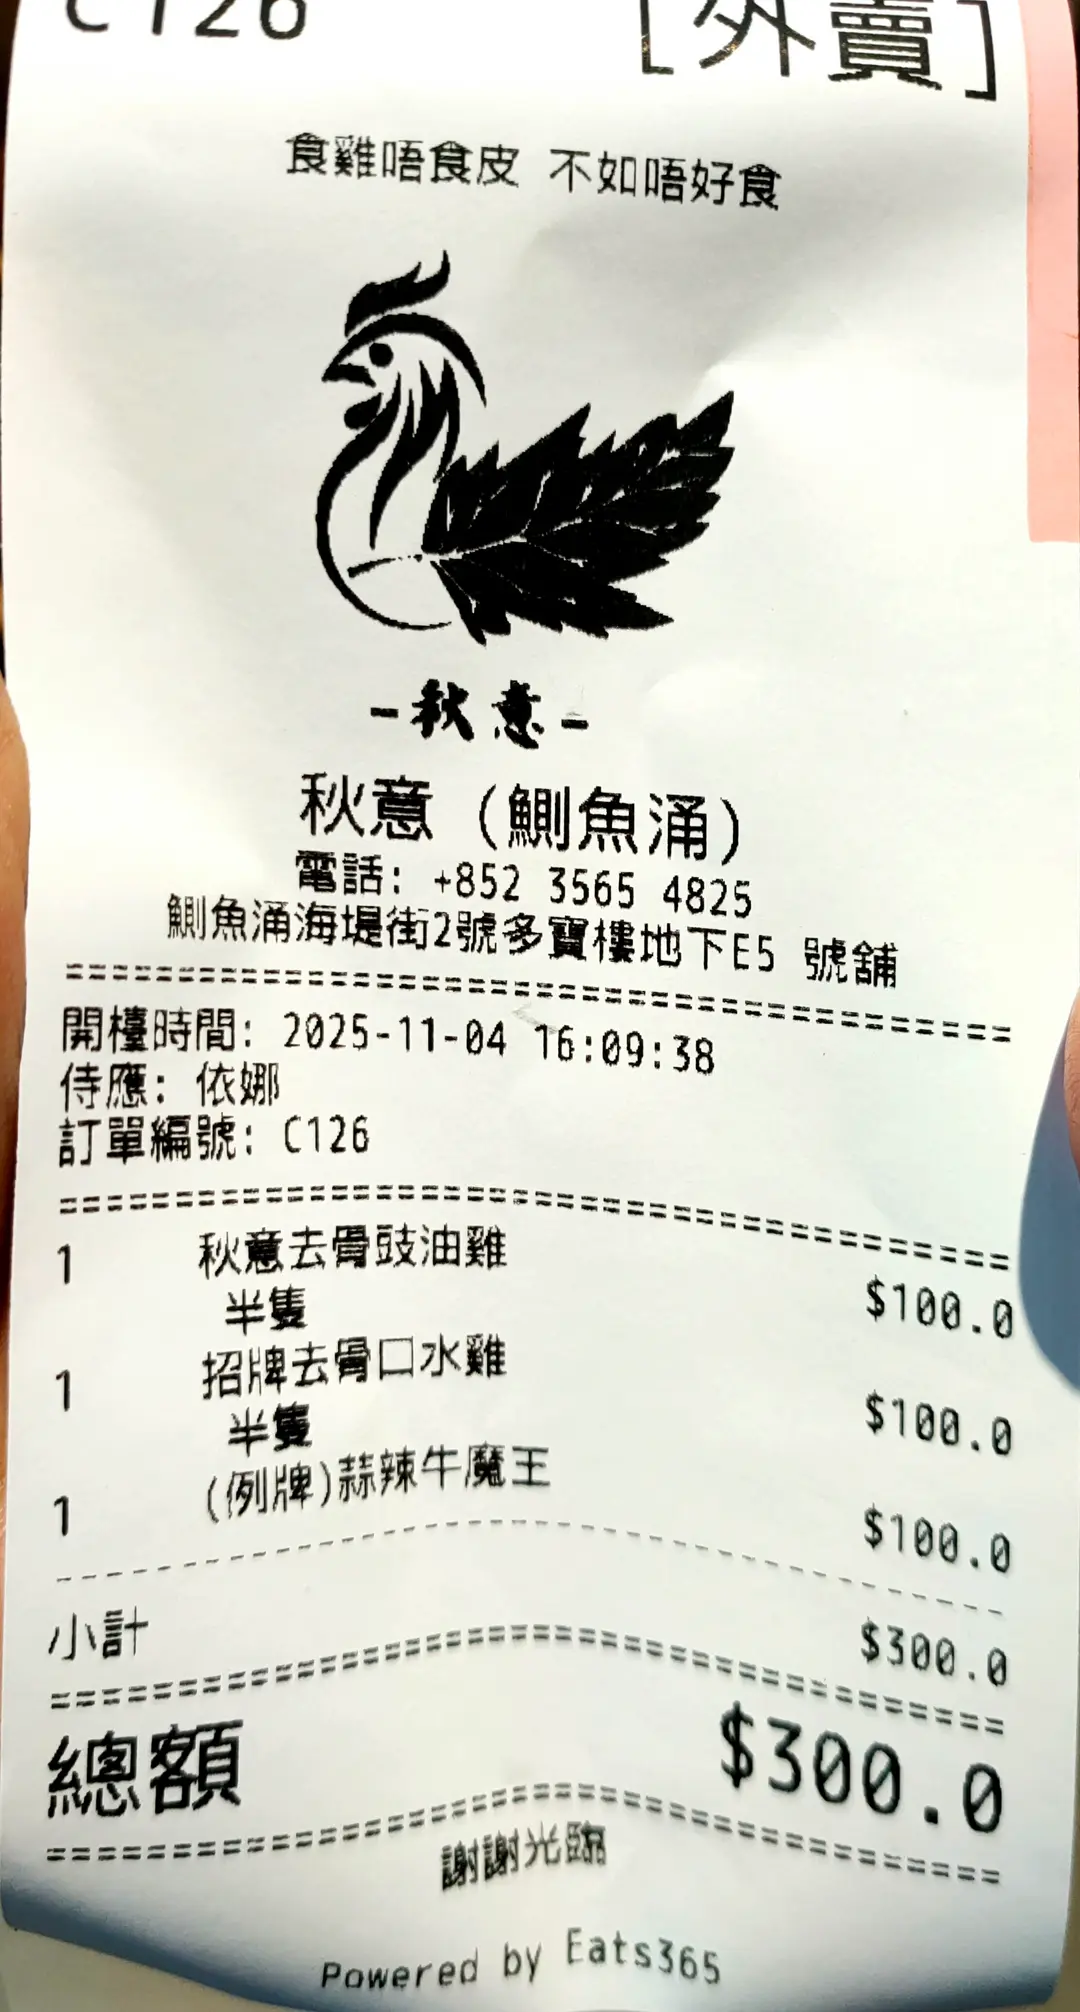 C126 [外賣]
食雞唔食皮 不如唔好食
-秋意-
秋意 (鰂魚涌)
電話: +852 3565 4825
鰂魚涌海堤街2號多寶樓地下E5 號舖
================================
開檯時間: 2025-11-04 16:09:38
侍應: 依娜
訂單編號: C126
================================
1 秋意去骨豉油雞
半隻 $100.0
1 招牌去骨口水雞
半隻 $100.0
1 (例牌)蒜辣牛魔王 $100.0
--------------------------------
小計 $300.0
================================
總額 $300.0
================================
謝謝光臨
Powered by Eats365